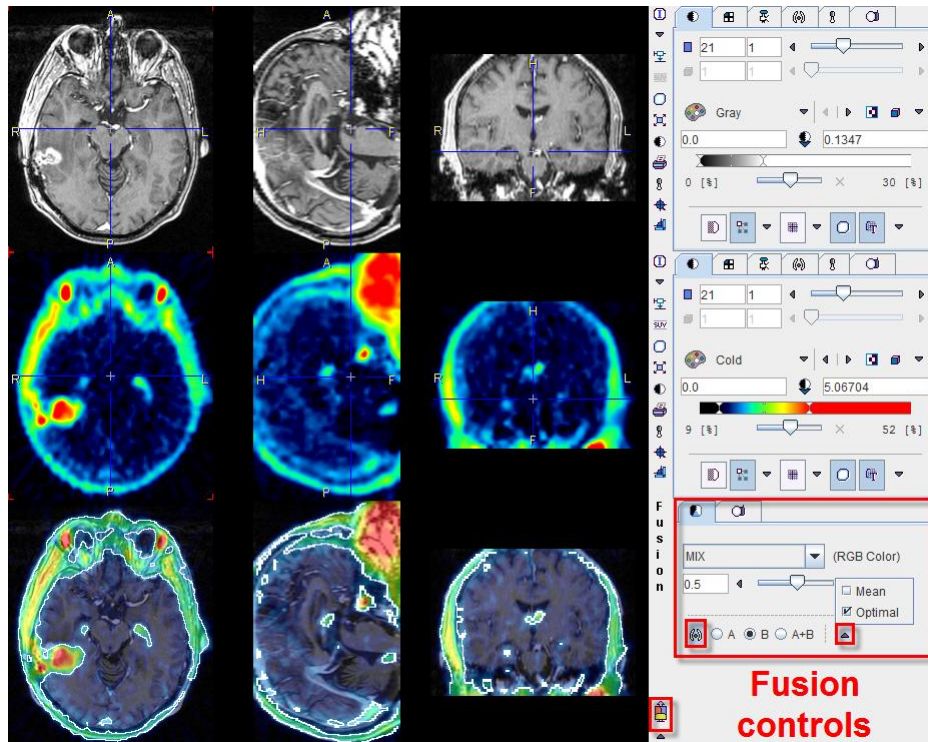 A
A
H
R
L
H
F
R
L
P
P
F
21 1
1 1
Gray
0.0 0.1347
0 [%] 30 [%]
A
A
H
R
L
H
F
R
L
P
P
F
SUV
21 1
1 1
Cold
0.0 5.06704
9 [%] 52 [%]
Fusion
MIX (RGB Color)
0.5
Mean
Optimal
A B A+B
Fusion
controls